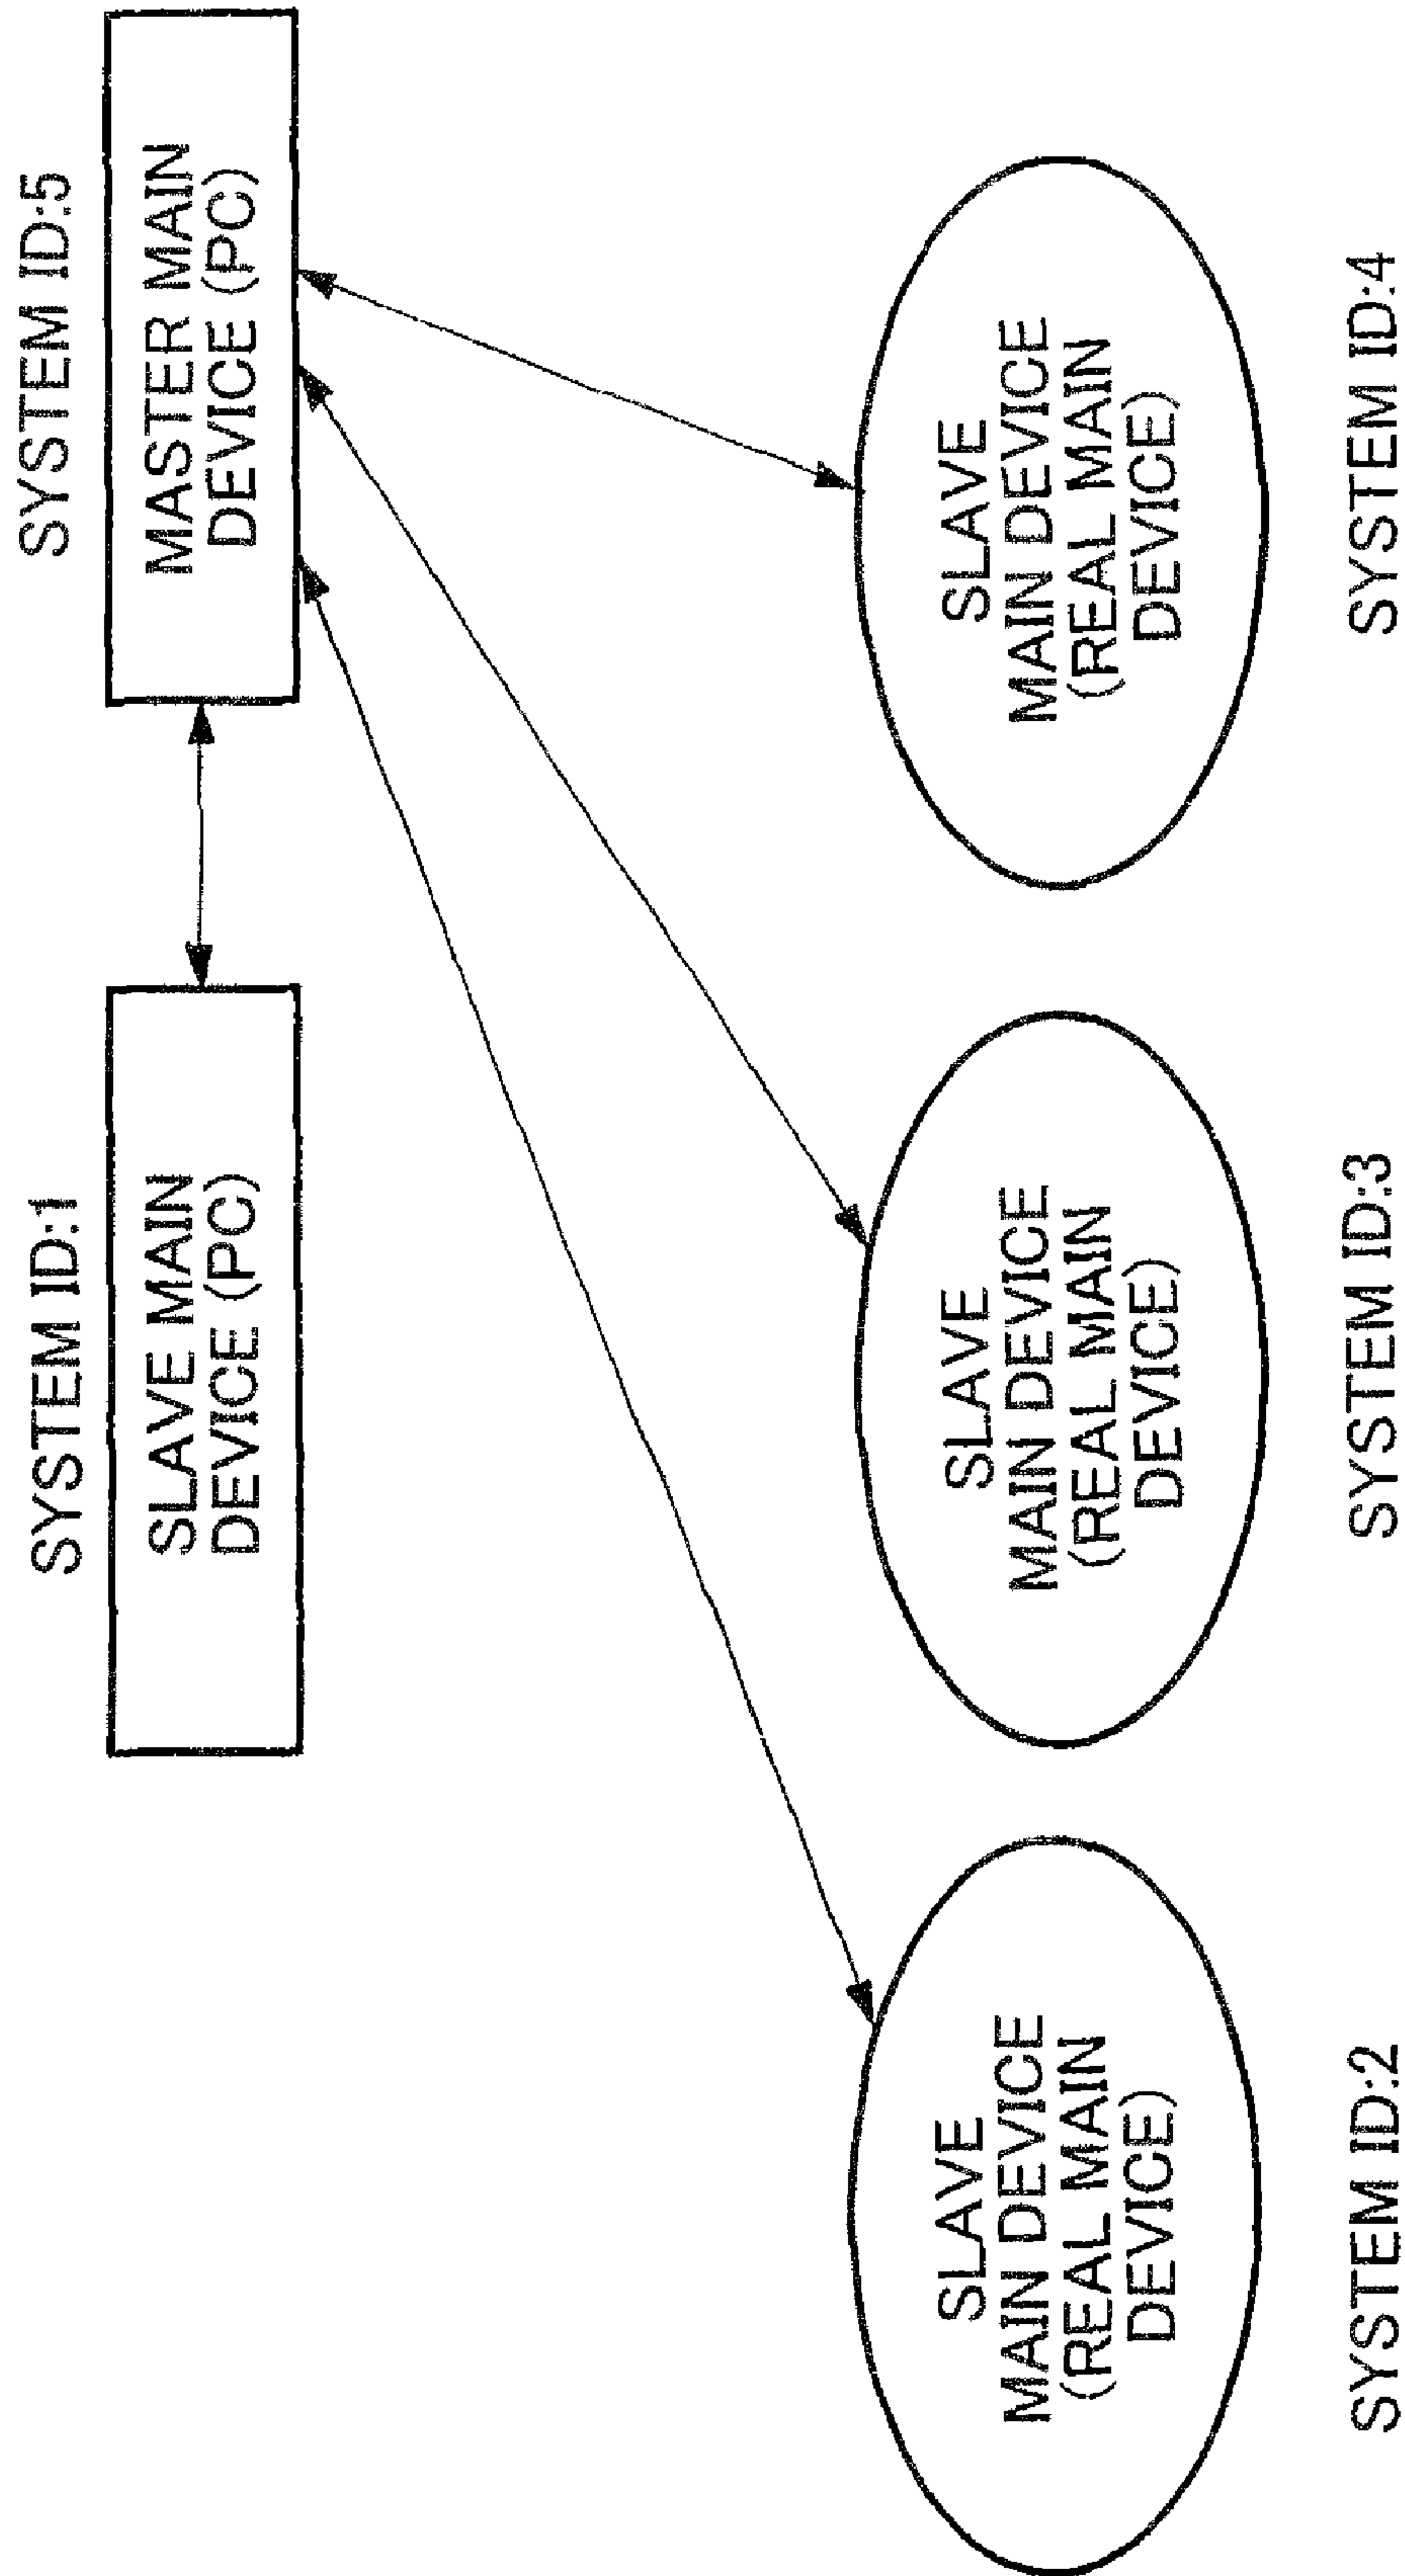 SYSTEM ID:1
SLAVE MAIN
DEVICE (PC)
SYSTEM ID:5
MASTER MAIN
DEVICE (PC)
SLAVE
MAIN DEVICE
(REAL MAIN
DEVICE)
SYSTEM ID:2
SLAVE
MAIN DEVICE
(REAL MAIN
DEVICE)
SYSTEM ID:3
SLAVE
MAIN DEVICE
(REAL MAIN
DEVICE)
SYSTEM ID:4